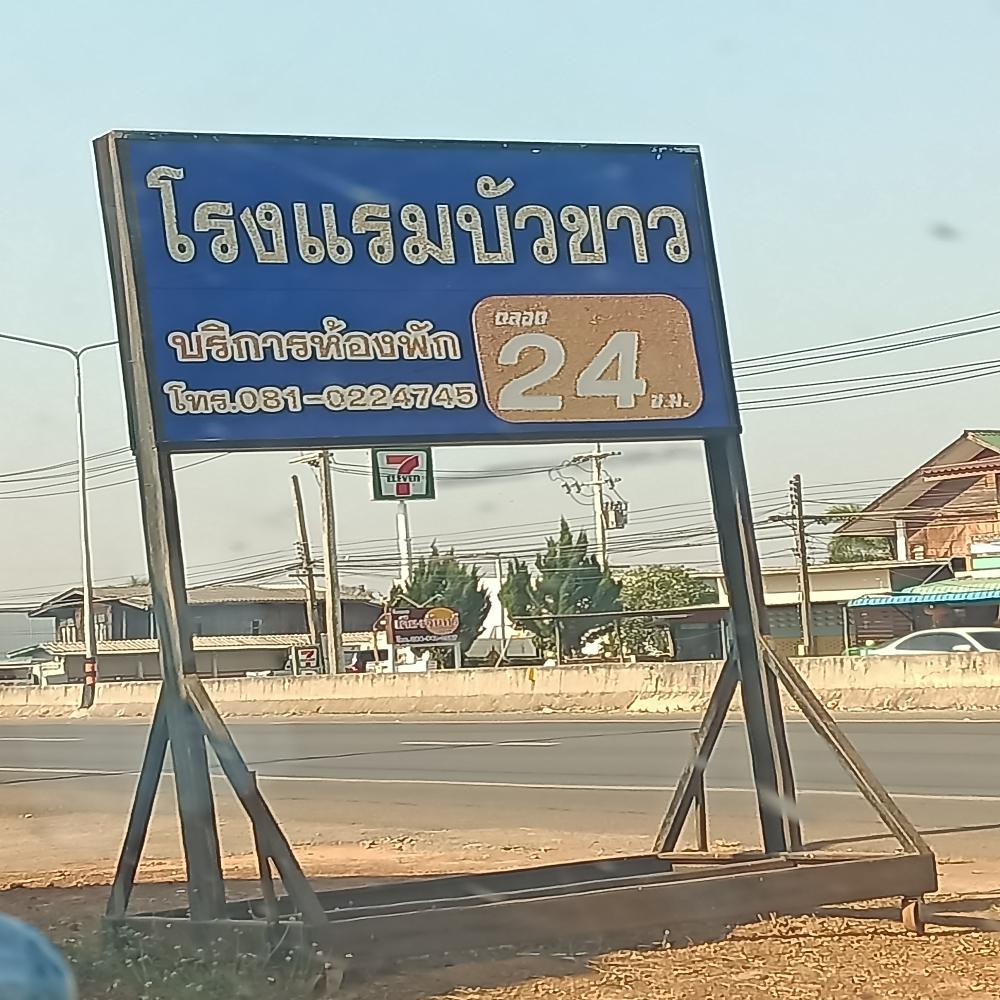 โรงแรมบัวขาว
บริการห้องพัก
โทร.081-0224745
ตลอด
24
ช.ม.
7
ELEVEN
7